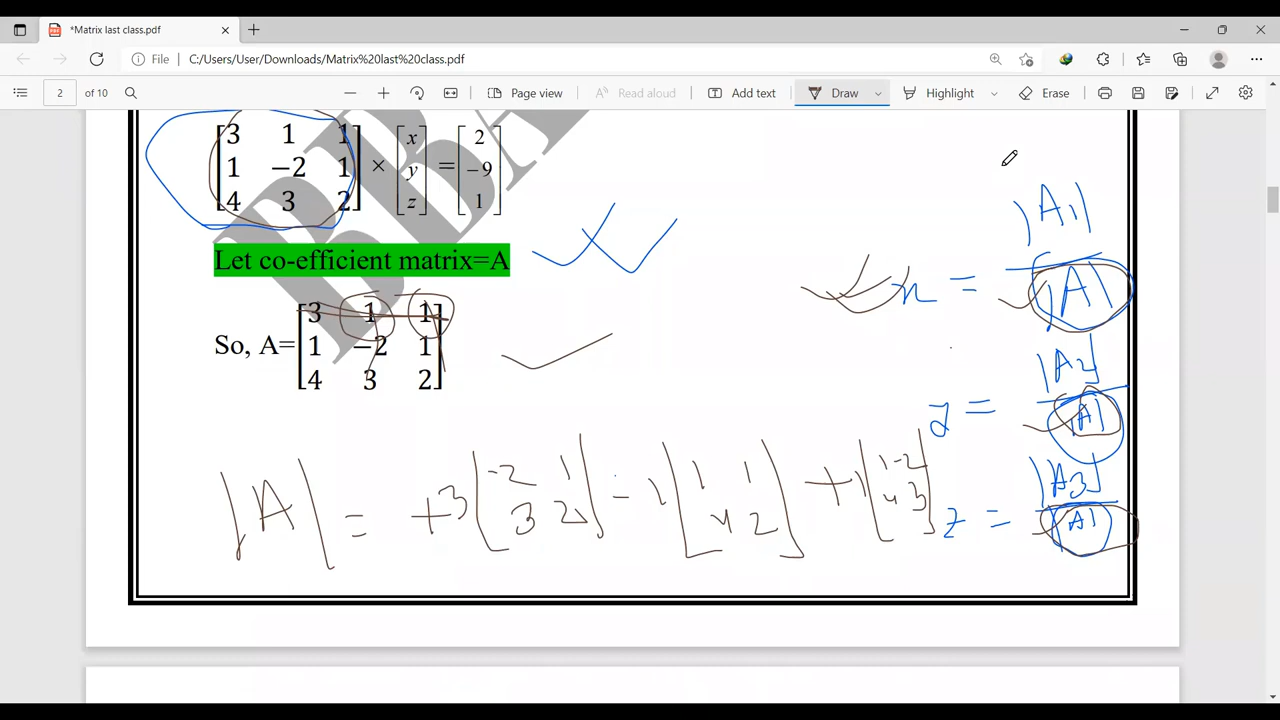 *Matrix last class.pdf
File C:/Users/User/Downloads/Matrix%20last%20class.pdf
2 of 10 Page view Read aloud Add text Draw Highlight Erase
[3 1 1] [x] [2]
[1 −2 1] × [y] = [−9]
[4 3 2] [z] [1]
Let co-efficient matrix=A
[3 1 1]
So, A= [1 −2 1]
[4 3 2]
x = |A1| / |A|
y = |A2| / |A|
z = |A3| / |A|
|A| = +3 |-2 1; 3 2| - 1 |1 1; 4 2| + 1 |1 -2; 4 3|